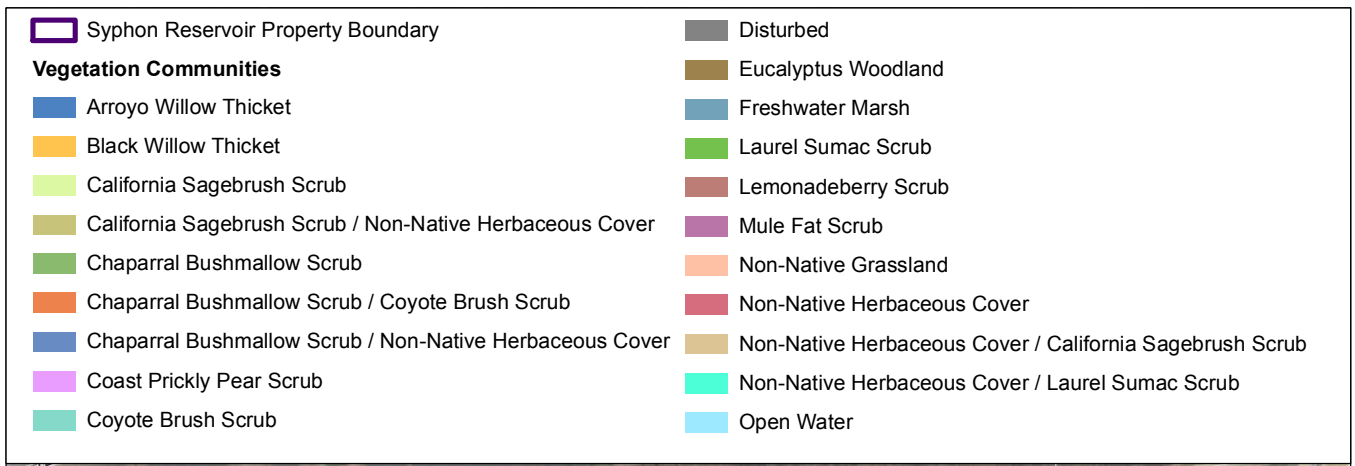 Syphon Reservoir Property Boundary
Vegetation Communities
Arroyo Willow Thicket
Black Willow Thicket
California Sagebrush Scrub
California Sagebrush Scrub / Non-Native Herbaceous Cover
Chaparral Bushmallow Scrub
Chaparral Bushmallow Scrub / Coyote Brush Scrub
Chaparral Bushmallow Scrub / Non-Native Herbaceous Cover
Coast Prickly Pear Scrub
Coyote Brush Scrub
Disturbed
Eucalyptus Woodland
Freshwater Marsh
Laurel Sumac Scrub
Lemonadeberry Scrub
Mule Fat Scrub
Non-Native Grassland
Non-Native Herbaceous Cover
Non-Native Herbaceous Cover / California Sagebrush Scrub
Non-Native Herbaceous Cover / Laurel Sumac Scrub
Open Water